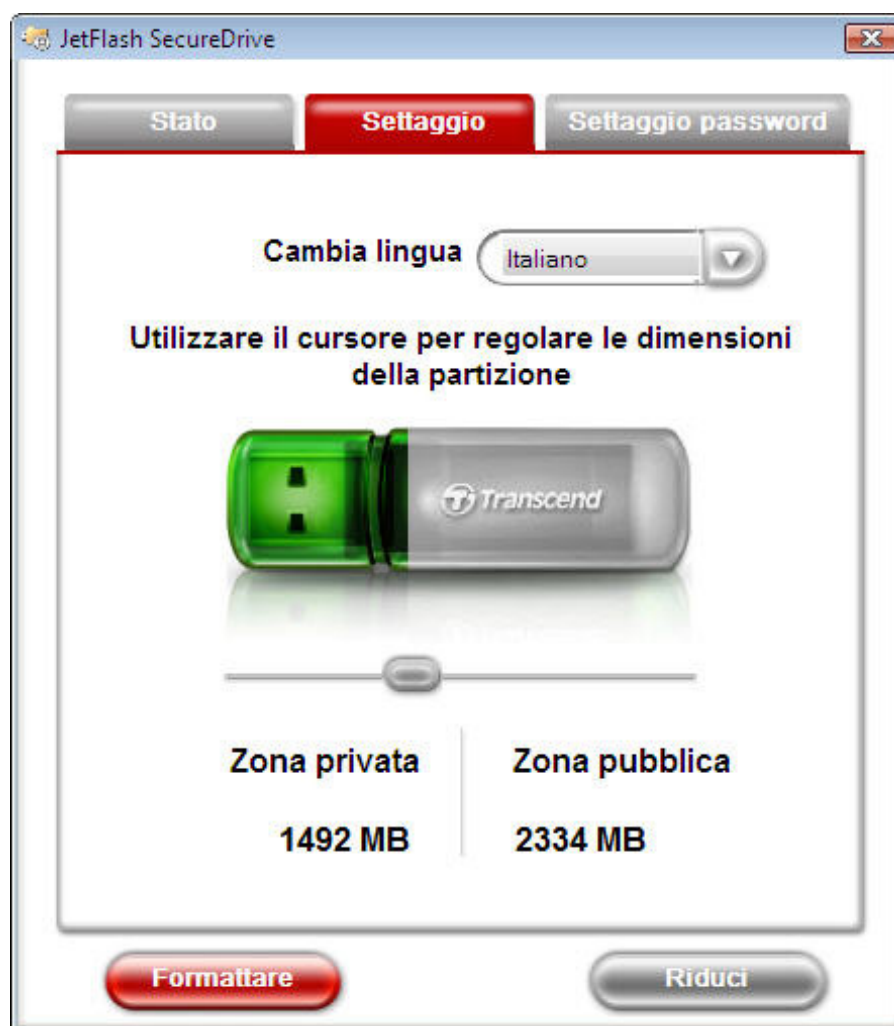 JetFlash SecureDrive
Stato
Settaggio
Settaggio password
Cambia lingua
Italiano
Utilizzare il cursore per regolare le dimensioni
della partizione
Transcend
Zona privata
Zona pubblica
1492 MB
2334 MB
Formattare
Riduci